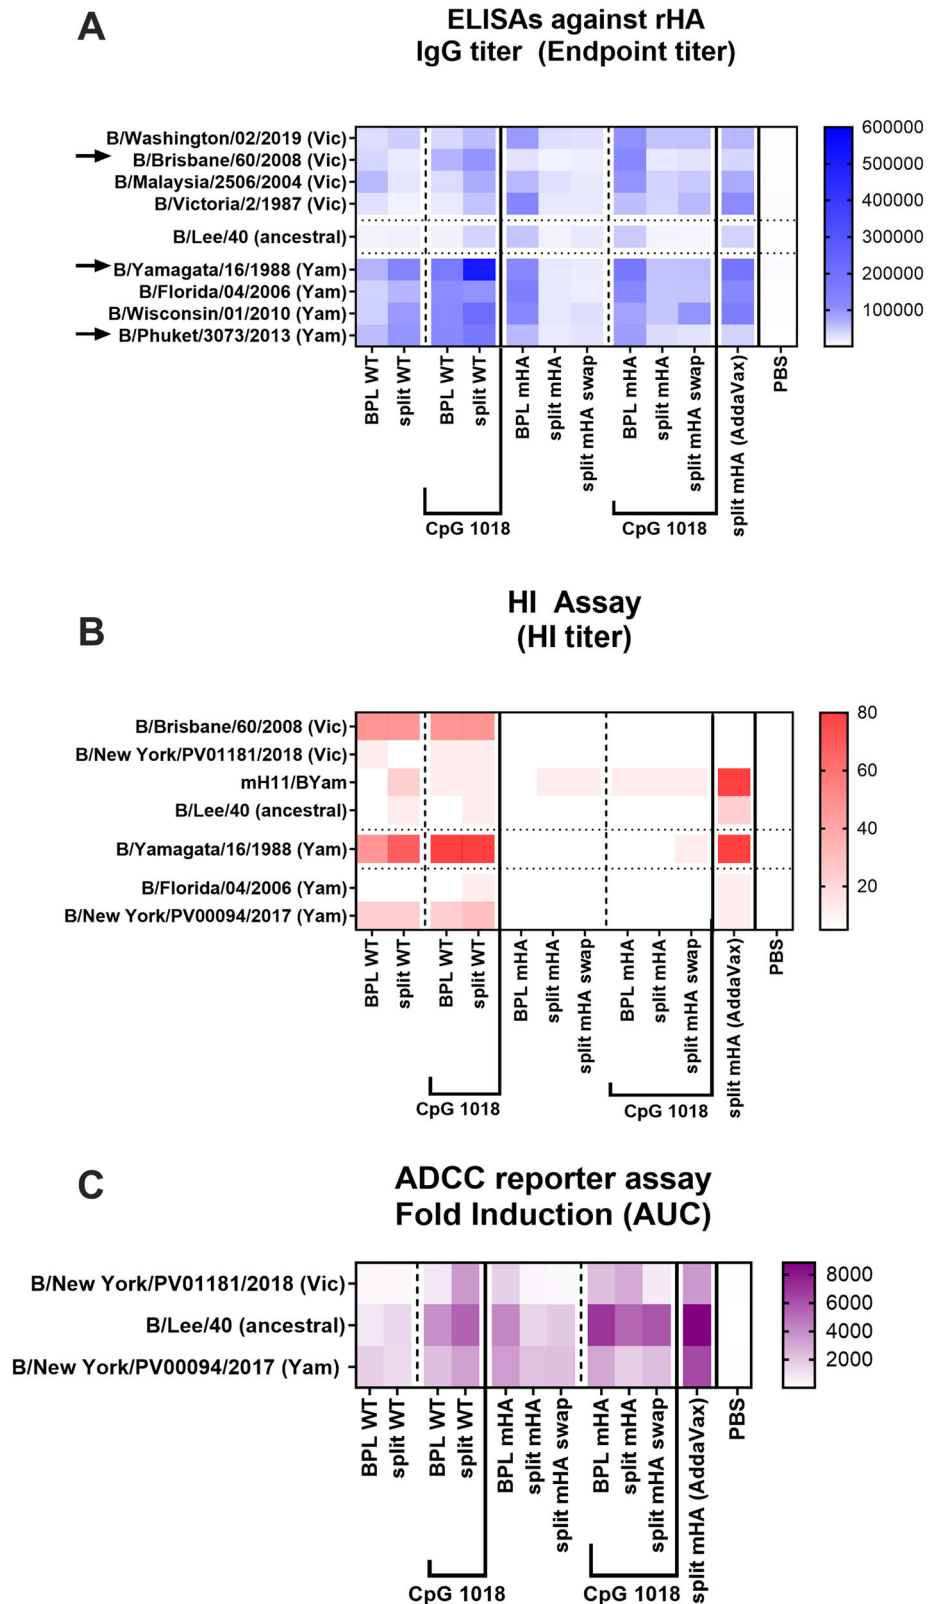 A
ELISAs against rHA
IgG titer (Endpoint titer)
B/Washington/02/2019 (Vic)
B/Brisbane/60/2008 (Vic)
B/Malaysia/2506/2004 (Vic)
B/Victoria/2/1987 (Vic)
B/Lee/40 (ancestral)
B/Yamagata/16/1988 (Yam)
B/Florida/04/2006 (Yam)
B/Wisconsin/01/2010 (Yam)
B/Phuket/3073/2013 (Yam)
600000
500000
400000
300000
200000
100000
BPL WT
split WT
BPL WT
split WT
BPL mHA
split mHA
split mHA swap
BPL mHA
split mHA
split mHA swap
split mHA (AddaVax)
PBS
CpG 1018
CpG 1018
B
HI Assay
(HI titer)
B/Brisbane/60/2008 (Vic)
B/New York/PV01181/2018 (Vic)
mH11/BYam
B/Lee/40 (ancestral)
B/Yamagata/16/1988 (Yam)
B/Florida/04/2006 (Yam)
B/New York/PV00094/2017 (Yam)
80
60
40
20
BPL WT
split WT
BPL WT
split WT
BPL mHA
split mHA
split mHA swap
BPL mHA
split mHA
split mHA swap
split mHA (AddaVax)
PBS
CpG 1018
CpG 1018
C
ADCC reporter assay
Fold Induction (AUC)
B/New York/PV01181/2018 (Vic)
B/Lee/40 (ancestral)
B/New York/PV00094/2017 (Yam)
8000
6000
4000
2000
BPL WT
split WT
BPL WT
split WT
BPL mHA
split mHA
split mHA swap
BPL mHA
split mHA
split mHA swap
split mHA (AddaVax)
PBS
CpG 1018
CpG 1018